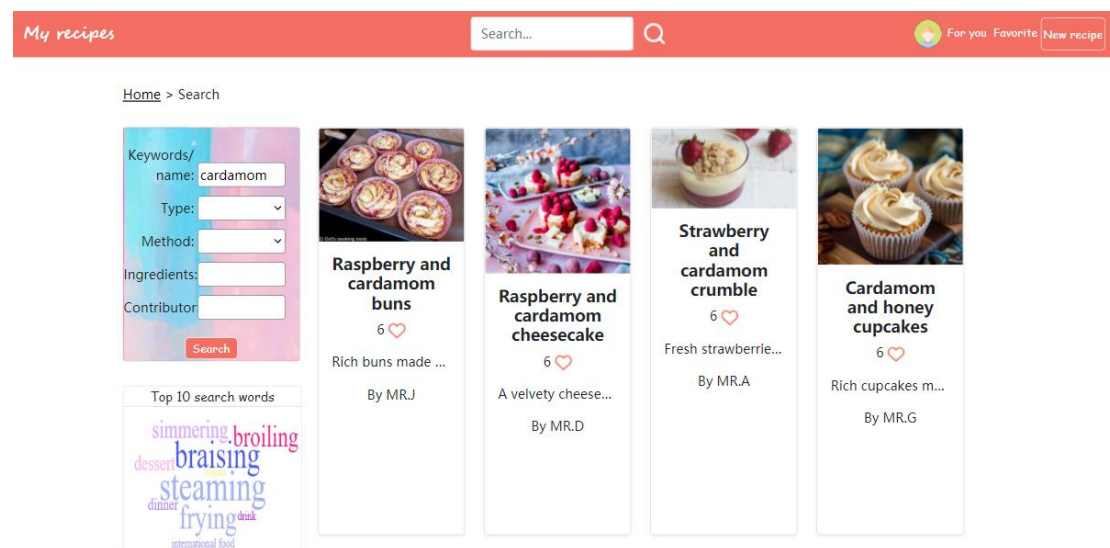 My recipes
Search...
For you Favorite New recipe
Home > Search
Keywords/
name: cardamom
Type:
Method:
Ingredients:
Contributor
Search
Top 10 search words
simmering
broiling
dessert
braising
steaming
dinner
frying
drink
international food
Raspberry and
cardamom
buns
6
Rich buns made ...
By MR.J
Raspberry and
cardamom
cheesecake
6
A velvety cheese...
By MR.D
Strawberry
and
cardamom
crumble
6
Fresh strawberrie...
By MR.A
Cardamom
and honey
cupcakes
6
Rich cupcakes m...
By MR.G